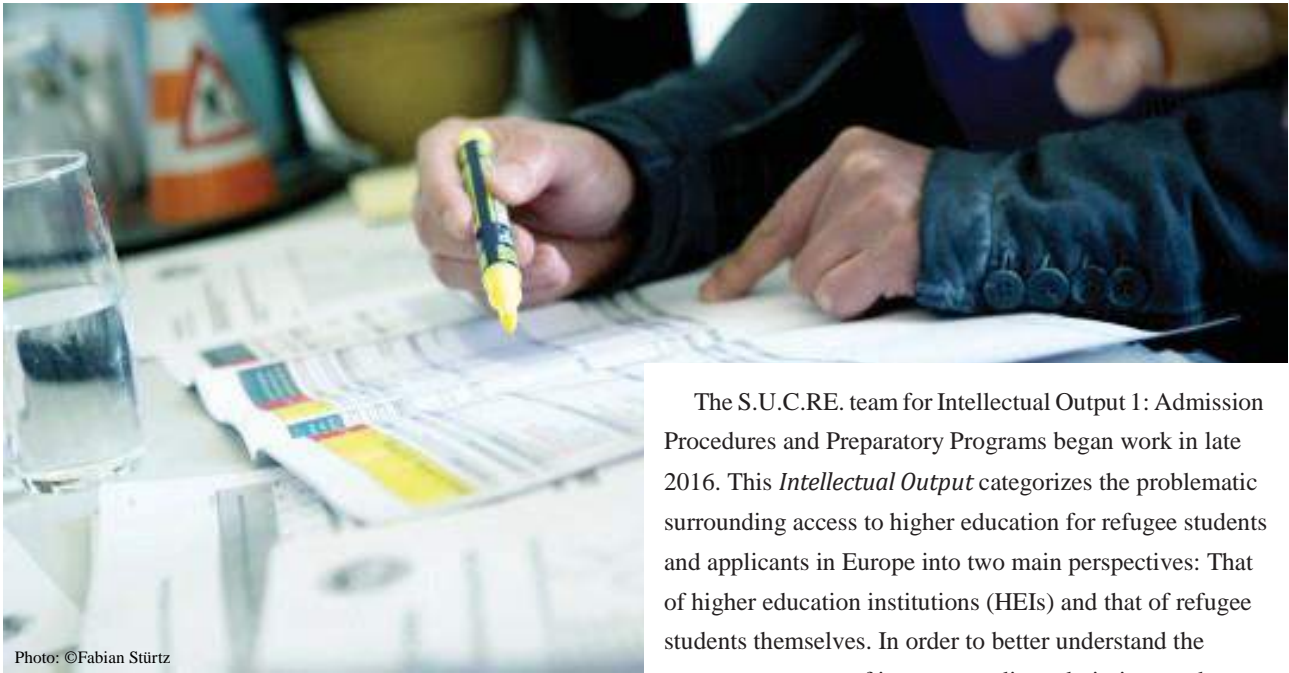 The S.U.C.RE. team for Intellectual Output 1: Admission
Procedures and Preparatory Programs began work in late
2016. This Intellectual Output categorizes the problematic
surrounding access to higher education for refugee students
and applicants in Europe into two main perspectives: That
of higher education institutions (HEIs) and that of refugee
students themselves. In order to better understand the
Photo: ©Fabian Stürtz